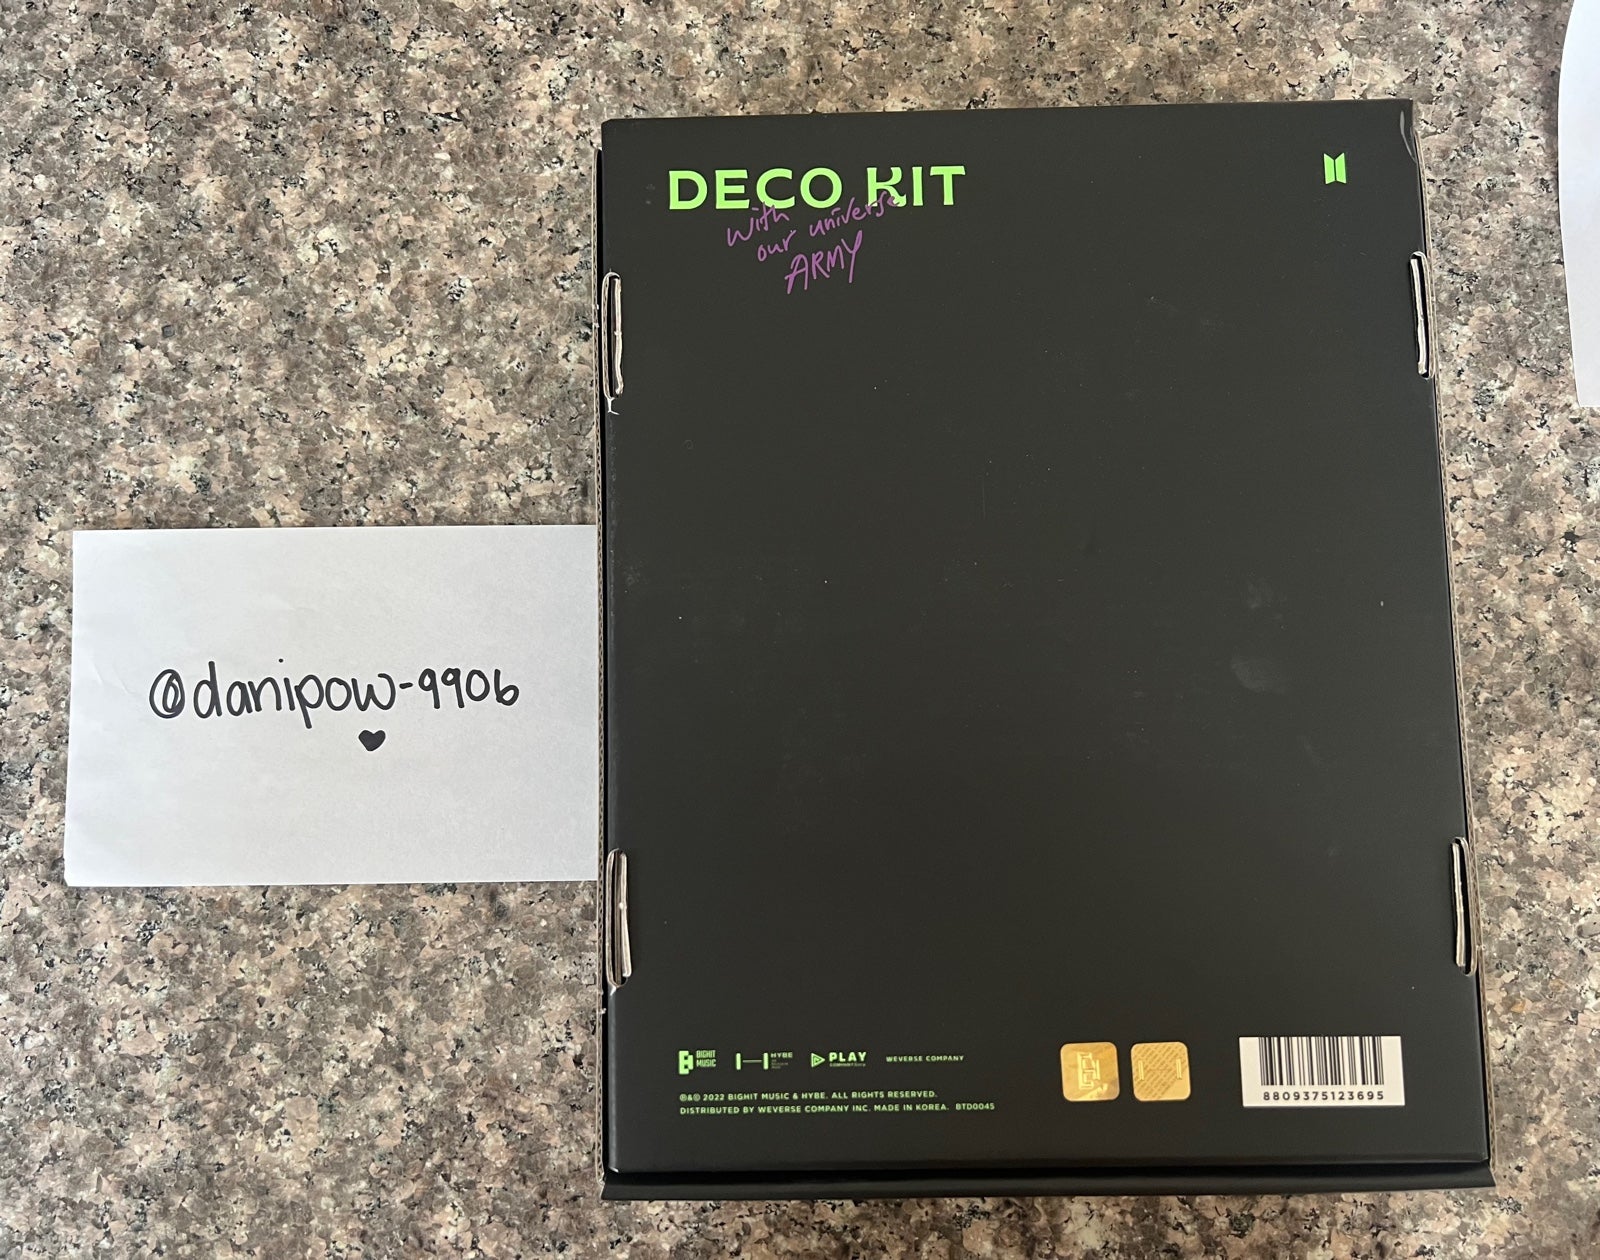 DECO KIT
With
our universe
ARMY
@danipow-9906
BIGHIT
MUSIC
HYBE
PLAY
COMPANY
WEVERSE COMPANY
℗&© 2022 BIGHIT MUSIC & HYBE. ALL RIGHTS RESERVED.
DISTRIBUTED BY WEVERSE COMPANY INC. MADE IN KOREA. BTD0045
8809375123695